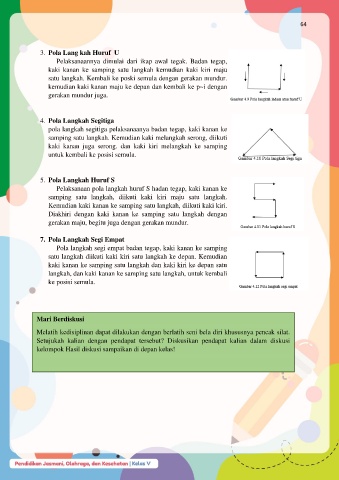 64
3. Pola Lang kah Huruf U
Pelaksanaannya dimulai dari ikap awal tegak. Badan tegap,
kaki kanan ke samping satu langkah kemudian kaki kiri maju
satu langkah. Kembali ke poski semula dengan gerakan mundur.
kemudian kaki kanan maju ke depan dan kembali ke p~i dengan
gerakan mundur juga.
4. Pola Langkah Segitiga
pola langkah segitiga pelaksanaanya badan tegap, kaki kanan ke
samping satu langkah. Kemudian kaki melangkah serong, diikuti
kaki kanan juga serong, dan kaki kiri melangkah ke samping
untuk kembali ke posisi semula.
Gambar 4.10 Pola langkah Segi tiga
5. Pola Langkah Huruf S
Pelaksanaan pola langkah huruf S badan tegap, kaki kanan ke
samping satu langkah, diikuti kaki kiri maju satu langkah.
Kemudian kaki kanan ke samping satu langkah, diikuti kaki kiri.
Diakhiri dengan kaki kanan ke samping satu langkah dengan
gerakan maju, begitu juga dengan gerakan mundur.
Gambar 4.11 Pola langkah huruf S
7. Pola Langkah Segi Empat
Pola langkah segi empat badan tegap, kaki kanan ke samping
satu langkah diikuti kaki kiri satu langkah ke depan. Kemudian
kaki kanan ke samping satu langkah dan kaki kiri ke depan satu
langkah, dan kaki kanan ke samping satu langkah, untuk kembali
ke posisi semula.
Gambar 4.12 Pola langkah segi empat
Mari Berdiskusi
Melatih kedisiplinan dapat dilakukan dengan berlatih seni bela diri khususnya pencak silat.
Setujukah kalian dengan pendapat tersebut? Diskusikan pendapat kalian dalam diskusi
kelompok Hasil diskusi sampaikan di depan kelas!
Pendidikan Jasmani, Olahraga, dan Kesehatan | Kelas V